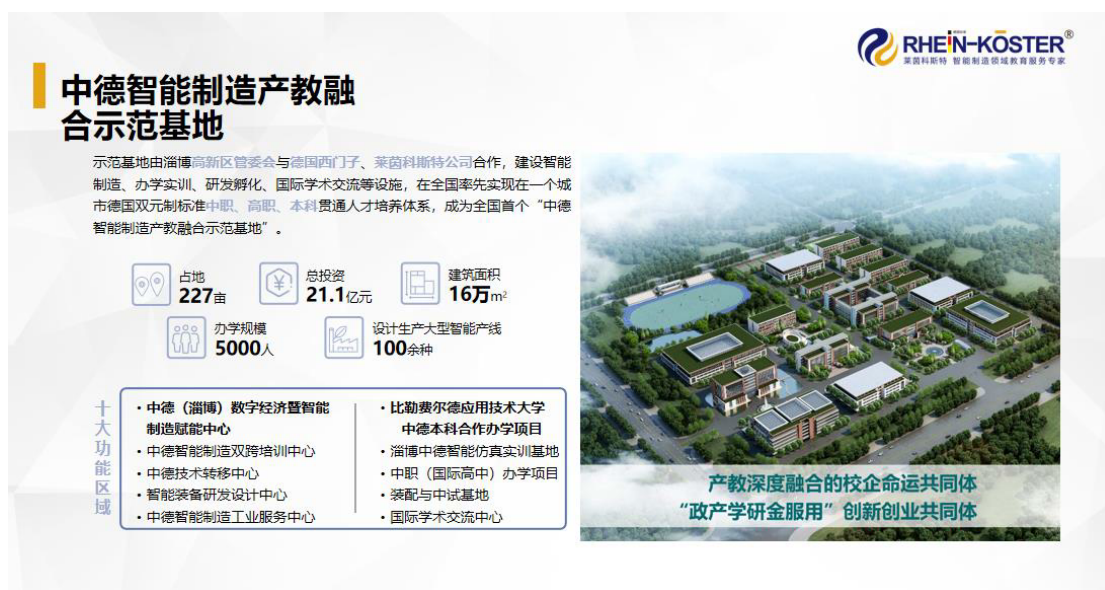 RHEIN-KÖSTER®
莱茵科斯特 智能制造领域教育服务专家
中德智能制造产教融
合示范基地
示范基地由淄博高新区管委会与德国西门子、莱茵科斯特公司合作，建设智能
制造、办学实训、研发孵化、国际学术交流等设施，在全国率先实现在一个城
市德国双元制标准中职、高职、本科贯通人才培养体系，成为全国首个“中德
智能制造产教融合示范基地”。
占地
227亩
总投资
21.1亿元
建筑面积
16万m²
办学规模
5000人
设计生产大型智能产线
100余种
十大功能区域
·中德（淄博）数字经济暨智能
制造赋能中心
·中德智能制造双跨培训中心
·中德技术转移中心
·智能装备研发设计中心
·中德智能制造工业服务中心
·比勒费尔德应用技术大学
中德本科合作办学项目
·淄博中德智能仿真实训基地
·中职（国际高中）办学项目
·装配与中试基地
·国际学术交流中心
产教深度融合的校企命运共同体
“政产学研金服用”创新创业共同体